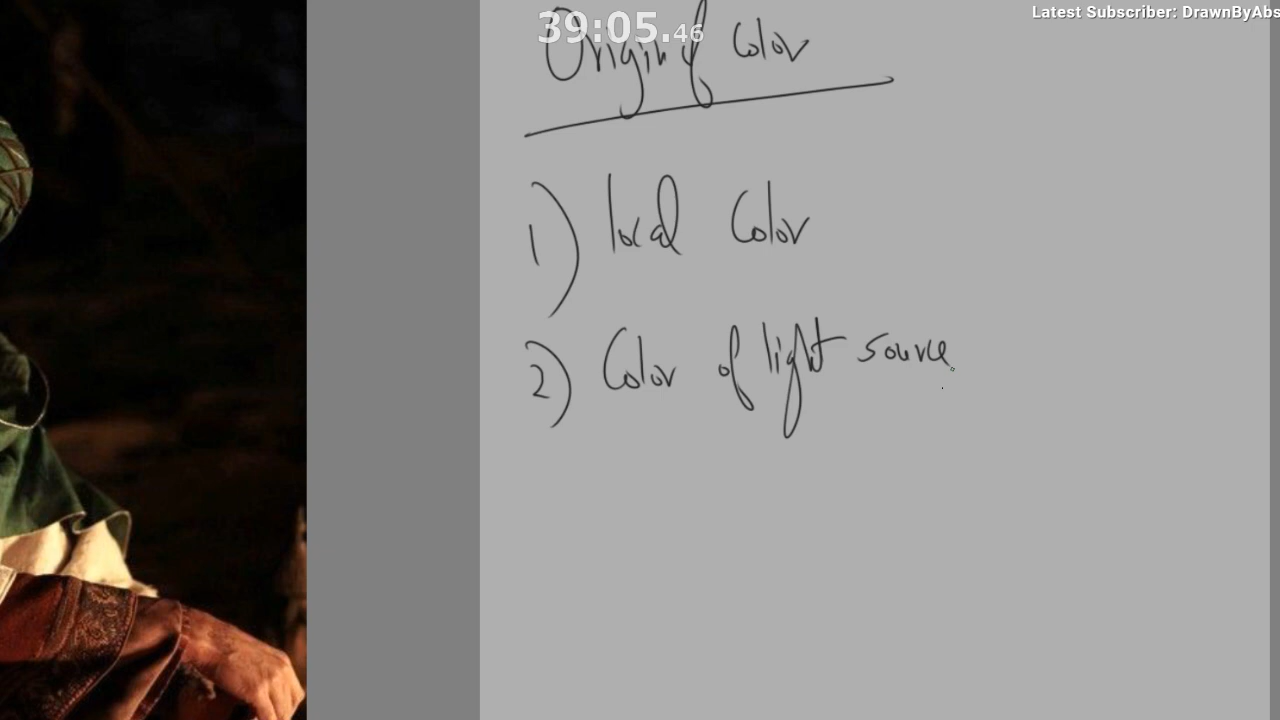 Latest Subscriber: DrawnByAbs
39:05.46
Origin of Color
1) local Color
2) Color of light source